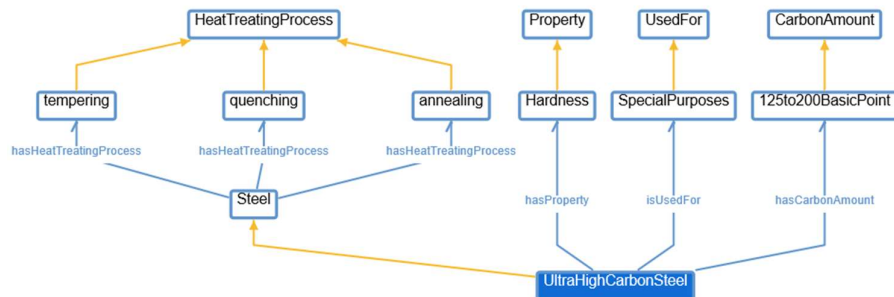 HeatTreatingProcess
Property
UsedFor
CarbonAmount
tempering
quenching
annealing
Hardness
SpecialPurposes
125to200BasicPoint
hasHeatTreatingProcess
hasHeatTreatingProcess
hasHeatTreatingProcess
Steel
hasProperty
isUsedFor
hasCarbonAmount
UltraHighCarbonSteel